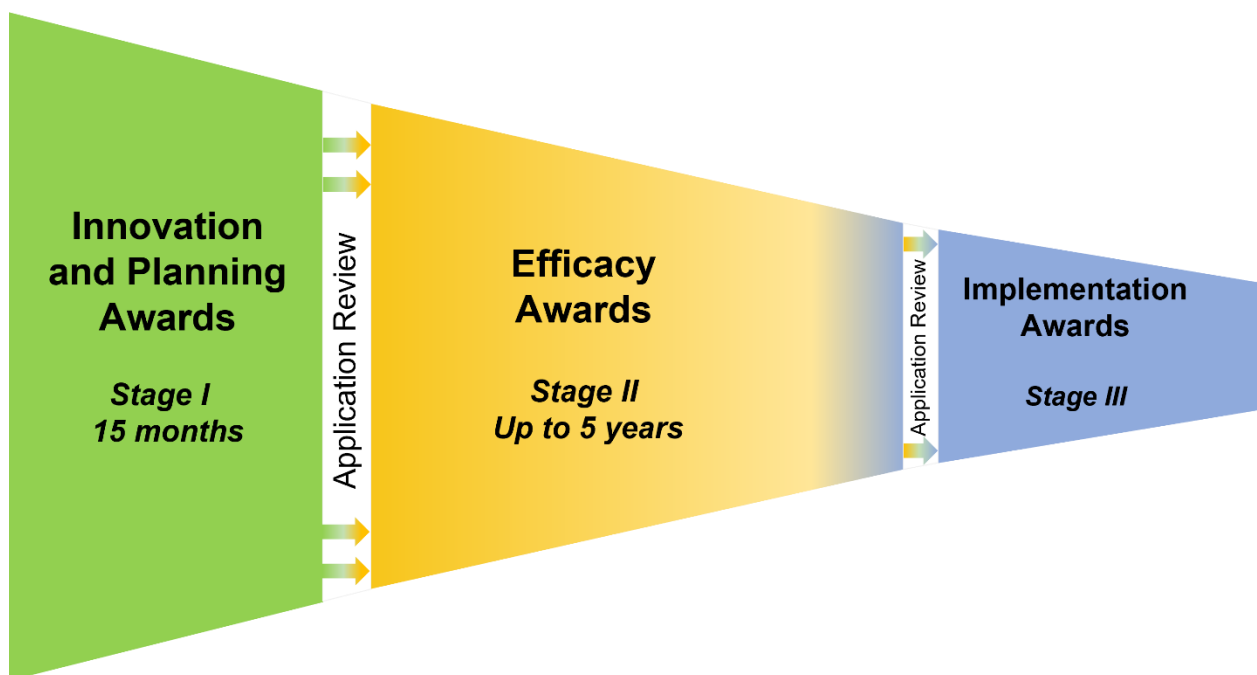 Innovation
and Planning
Awards
Stage I
15 months
Application Review
Efficacy
Awards
Stage II
Up to 5 years
Application Review
Implementation
Awards
Stage III